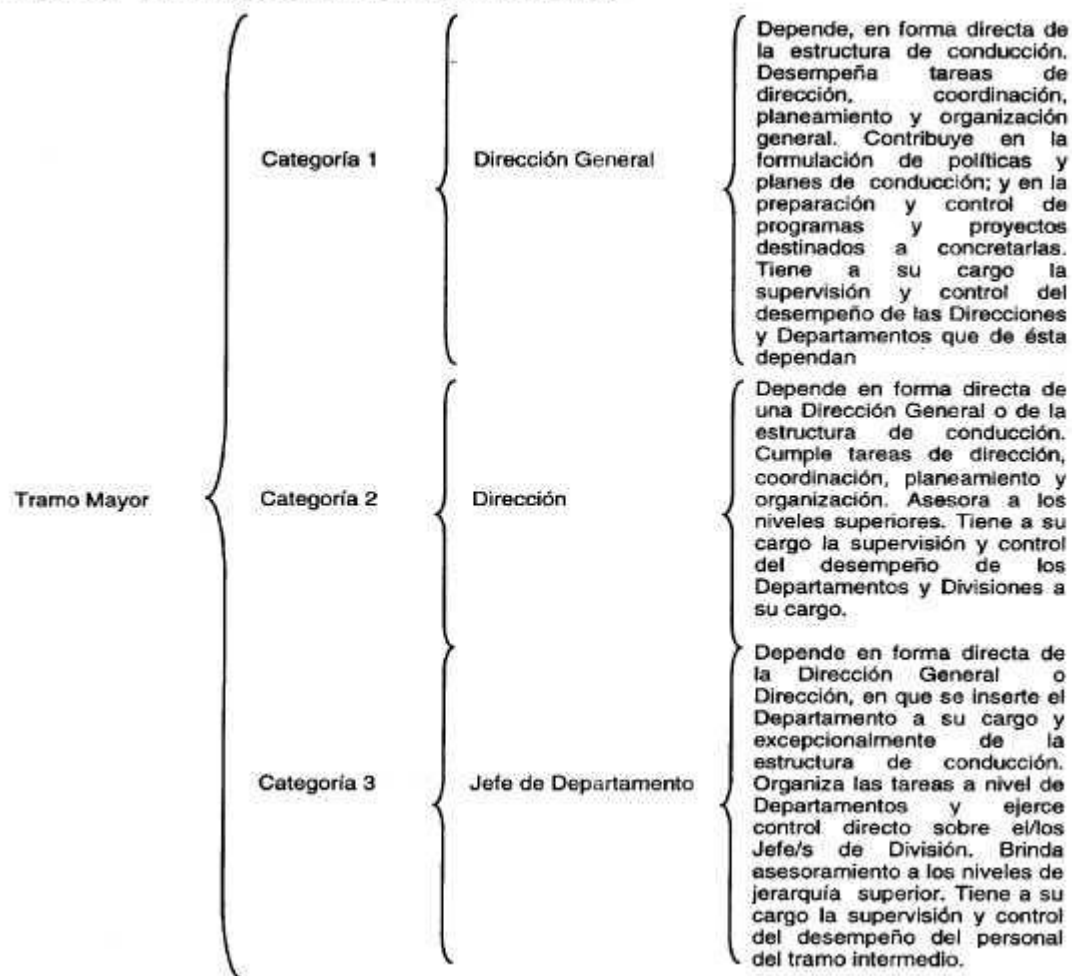 Tramo Mayor
Categoría 1
Dirección General
Depende, en forma directa de
la estructura de conducción.
Desempeña tareas de
dirección, coordinación,
planeamiento y organización
general. Contribuye en la
formulación de políticas y
planes de conducción; y en la
preparación y control de
programas y proyectos
destinados a concretarlas.
Tiene a su cargo la
supervisión y control del
desempeño de las Direcciones
y Departamentos que de ésta
dependan
Categoría 2
Dirección
Depende en forma directa de
una Dirección General o de la
estructura de conducción.
Cumple tareas de dirección,
coordinación, planeamiento y
organización. Asesora a los
niveles superiores. Tiene a su
cargo la supervisión y control
del desempeño de los
Departamentos y Divisiones a
su cargo.
Categoría 3
Jefe de Departamento
Depende en forma directa de
la Dirección General o
Dirección, en que se inserte el
Departamento a su cargo y
excepcionalmente de la
estructura de conducción.
Organiza las tareas a nivel de
Departamentos y ejerce
control directo sobre el/los
Jefe/s de División. Brinda
asesoramiento a los niveles de
jerarquía superior. Tiene a su
cargo la supervisión y control
del desempeño del personal
del tramo intermedio.